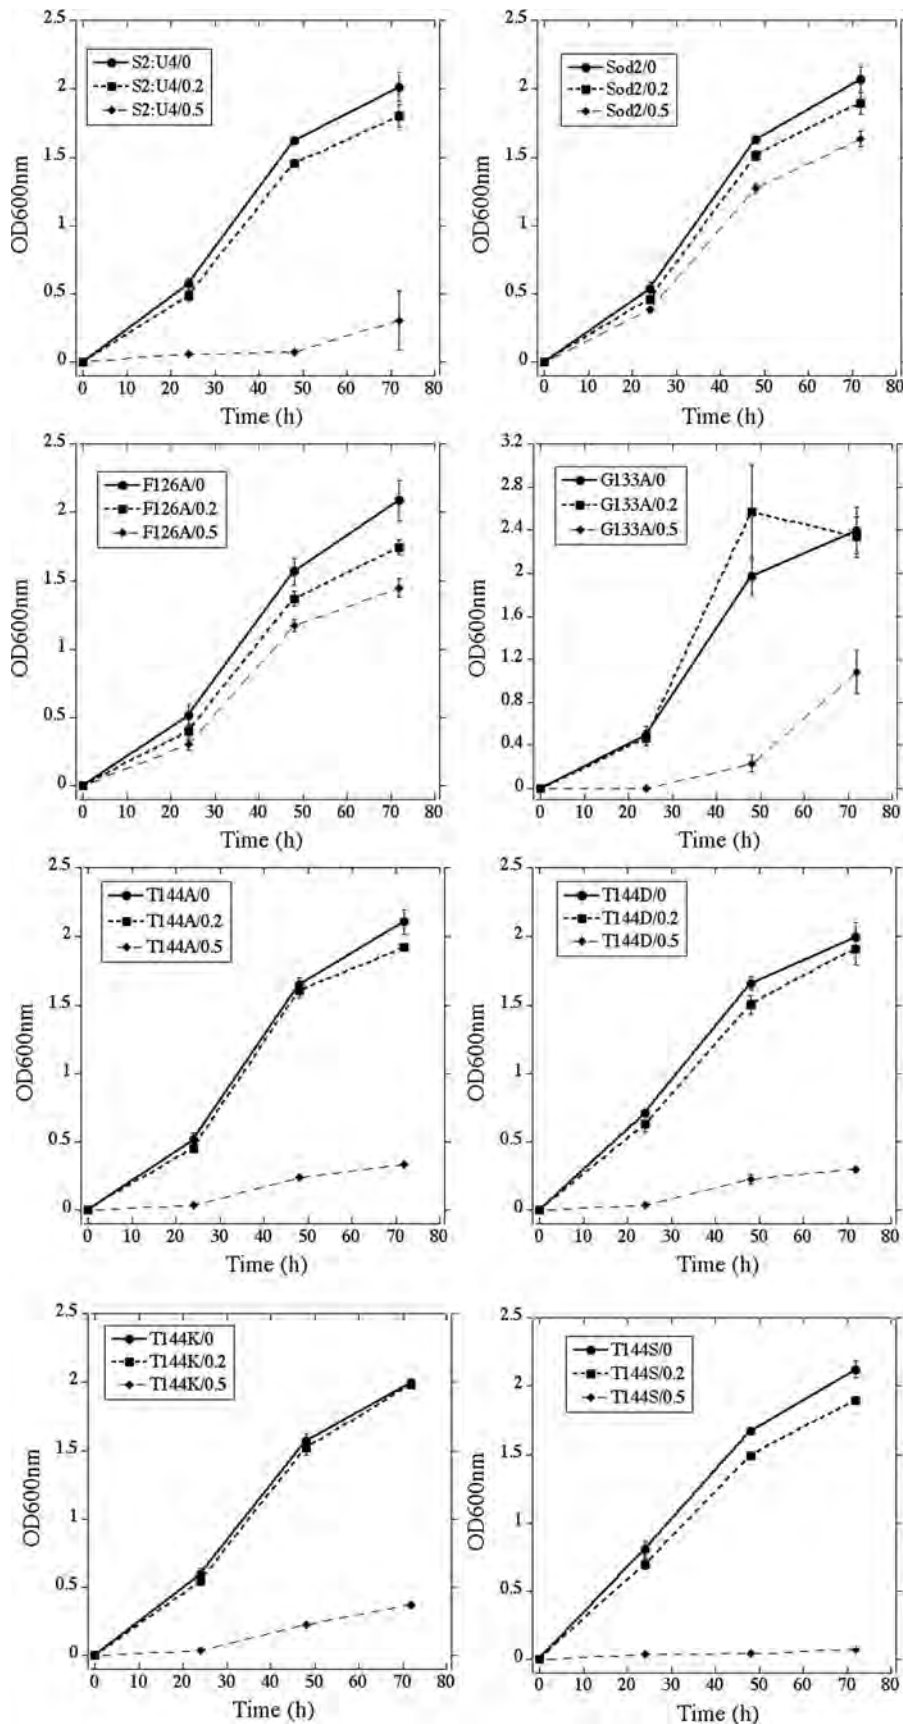 2.5
2
1.5
1
0.5
0
OD600nm
S2:U4/0
S2:U4/0.2
S2:U4/0.5
0 10 20 30 40 50 60 70 80
Time (h)
2.5
2
1.5
1
0.5
0
OD600nm
Sod2/0
Sod2/0.2
Sod2/0.5
0 10 20 30 40 50 60 70 80
Time (h)
2.5
2
1.5
1
0.5
0
OD600nm
F126A/0
F126A/0.2
F126A/0.5
0 10 20 30 40 50 60 70 80
Time (h)
3.2
2.8
2.4
2
1.6
1.2
0.8
0.4
0
OD600nm
G133A/0
G133A/0.2
G133A/0.5
0 10 20 30 40 50 60 70 80
Time (h)
2.5
2
1.5
1
0.5
0
OD600nm
T144A/0
T144A/0.2
T144A/0.5
0 10 20 30 40 50 60 70 80
Time (h)
2.5
2
1.5
1
0.5
0
OD600nm
T144D/0
T144D/0.2
T144D/0.5
0 10 20 30 40 50 60 70 80
Time (h)
2.5
2
1.5
1
0.5
0
OD600nm
T144K/0
T144K/0.2
T144K/0.5
0 10 20 30 40 50 60 70 80
Time (h)
2.5
2
1.5
1
0.5
0
OD600nm
T144S/0
T144S/0.2
T144S/0.5
0 10 20 30 40 50 60 70 80
Time (h)